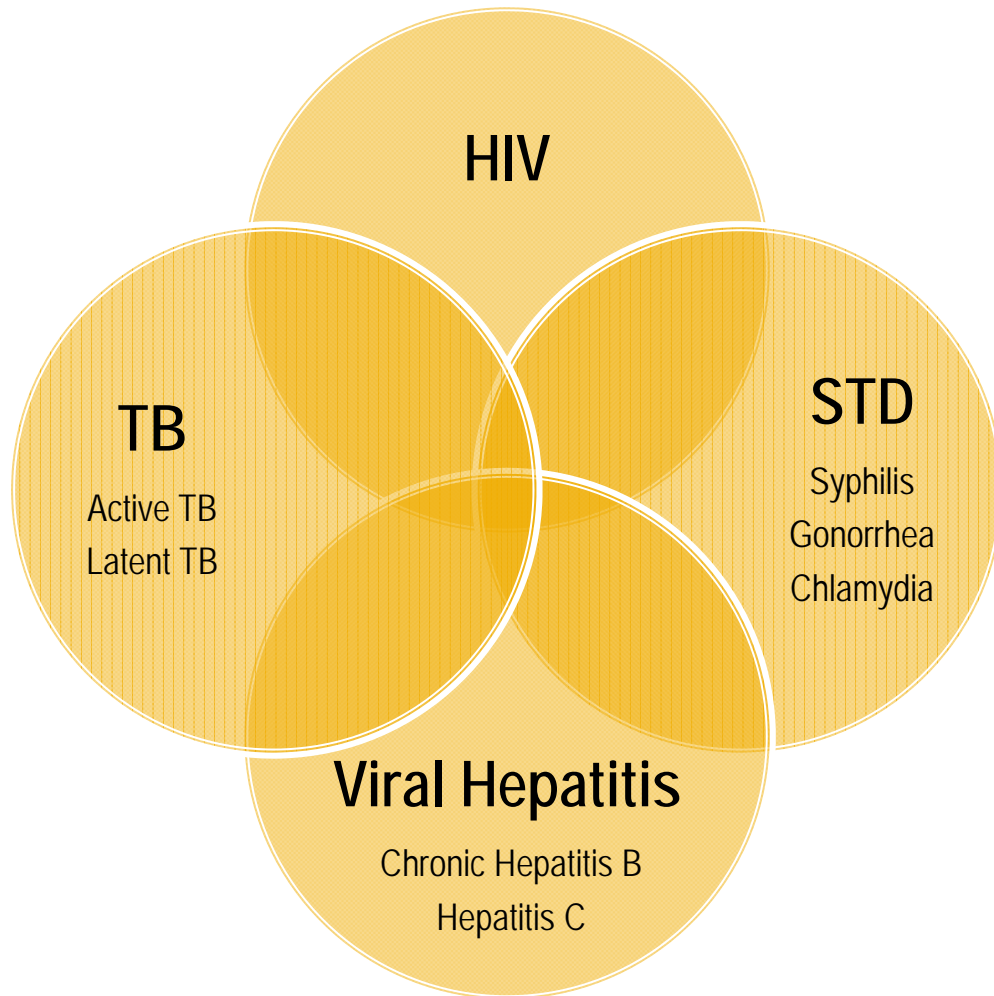 HIV
TB
Active TB
Latent TB
STD
Syphilis
Gonorrhea
Chlamydia
Viral Hepatitis
Chronic Hepatitis B
Hepatitis C